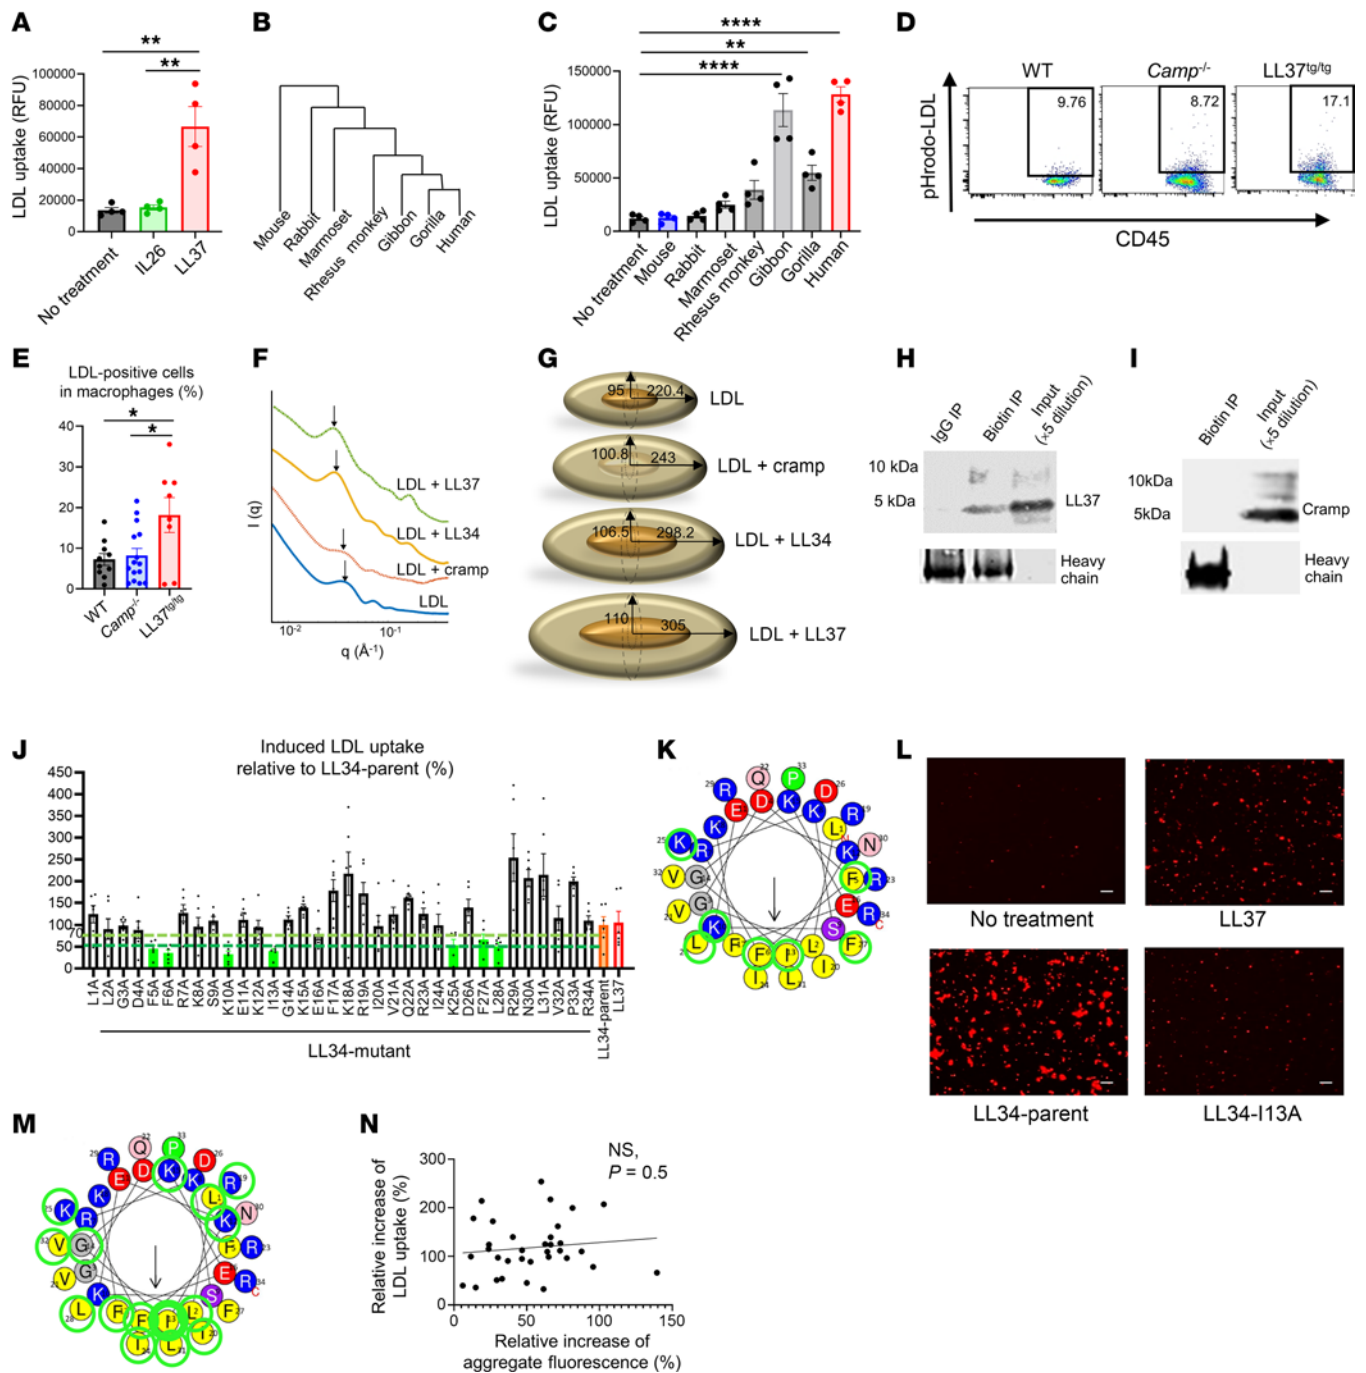 A
**
**
LDL uptake (RFU)
100000
80000
60000
40000
20000
0
No treatment
IL26
LL37
B
Mouse
Rabbit
Marmoset
Rhesus monkey
Gibbon
Gorilla
Human
C
****
**
****
LDL uptake (RFU)
150000
100000
50000
0
No treatment
Mouse
Rabbit
Marmoset
Rhesus monkey
Gibbon
Gorilla
Human
D
WT
Camp-/-
LL37tg/tg
9.76
8.72
17.1
pHrodo-LDL
CD45
E
LDL-positive cells
in macrophages (%)
*
*
40
30
20
10
0
WT
Camp-/-
LL37tg/tg
F
I (q)
LDL + LL37
LDL + LL34
LDL + cramp
LDL
10-2
10-1
q (Å-1)
G
95
220.4
LDL
100.8
243
LDL + cramp
106.5
298.2
LDL + LL34
110
305
LDL + LL37
H
IgG IP
Biotin IP
Input
(×5 dilution)
10 kDa
5 kDa
LL37
Heavy
chain
I
Biotin IP
Input
(×5 dilution)
10kDa
5kDa
Cramp
Heavy
chain
J
Induced LDL uptake
relative to LL34-parent (%)
450
400
350
300
250
200
150
100
70
50
0
L1A
L2A
G3A
D4A
F5A
F6A
R7A
K8A
S9A
K10A
E11A
K12A
I13A
G14A
K15A
E16A
F17A
K18A
R19A
I20A
V21A
Q22A
R23A
I24A
K25A
D26A
F27A
L28A
R29A
N30A
L31A
V32A
P33A
R34A
LL34-parent
LL37
LL34-mutant
K
L
No treatment
LL37
LL34-parent
LL34-I13A
M
N
NS,
P = 0.5
Relative increase of
LDL uptake (%)
300
200
100
0
0
50
100
150
Relative increase of
aggregate fluorescence (%)